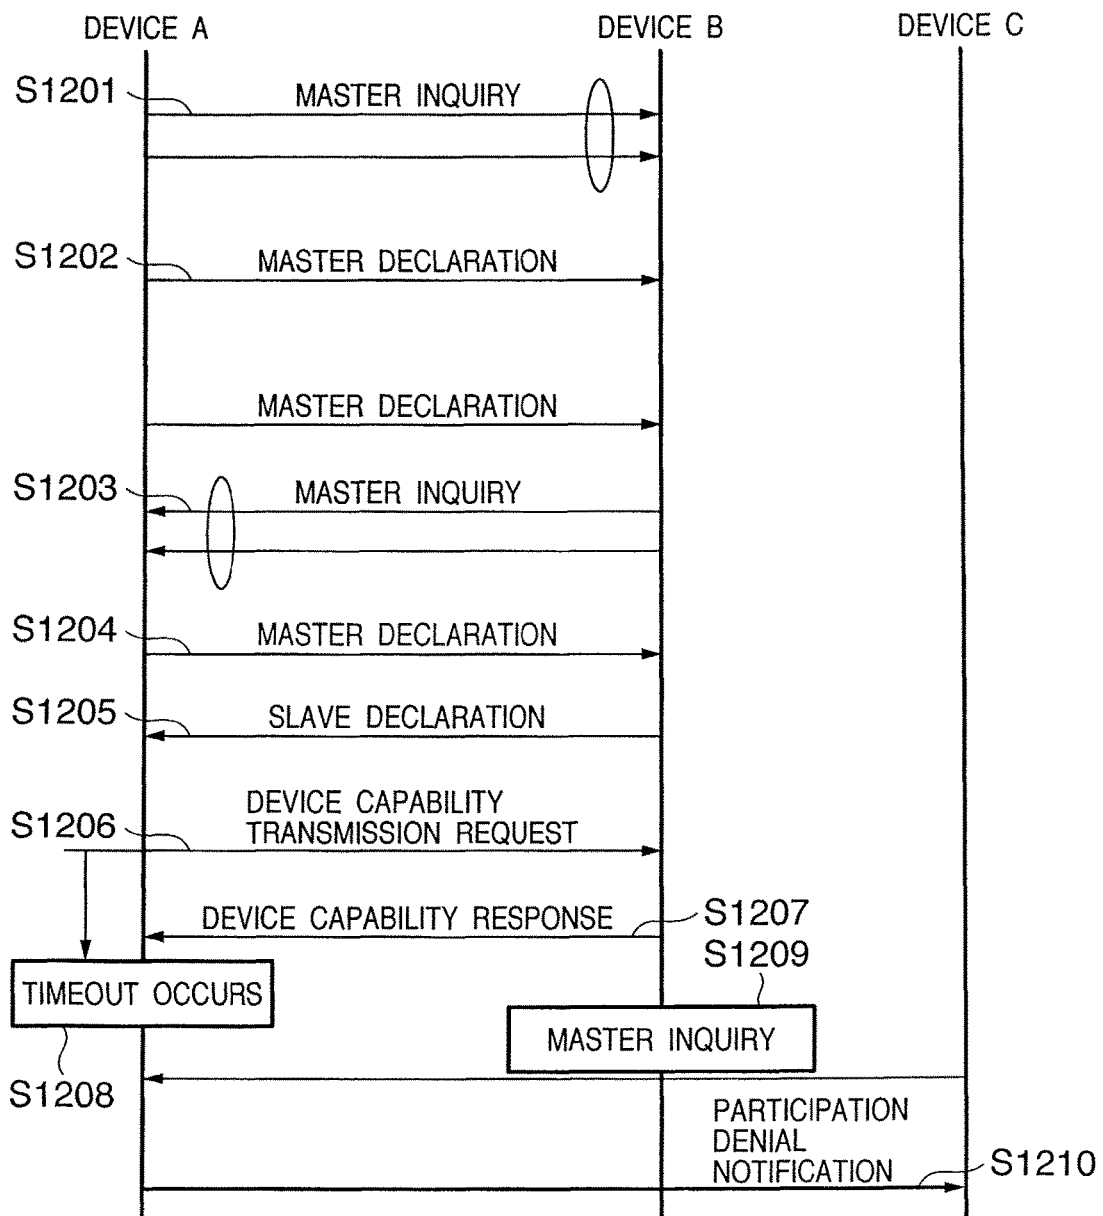 DEVICE A
DEVICE B
DEVICE C
S1201
MASTER INQUIRY
S1202
MASTER DECLARATION
MASTER DECLARATION
S1203
MASTER INQUIRY
S1204
MASTER DECLARATION
S1205
SLAVE DECLARATION
S1206
DEVICE CAPABILITY
TRANSMISSION REQUEST
DEVICE CAPABILITY RESPONSE
S1207
S1209
TIMEOUT OCCURS
MASTER INQUIRY
S1208
PARTICIPATION
DENIAL
NOTIFICATION
S1210